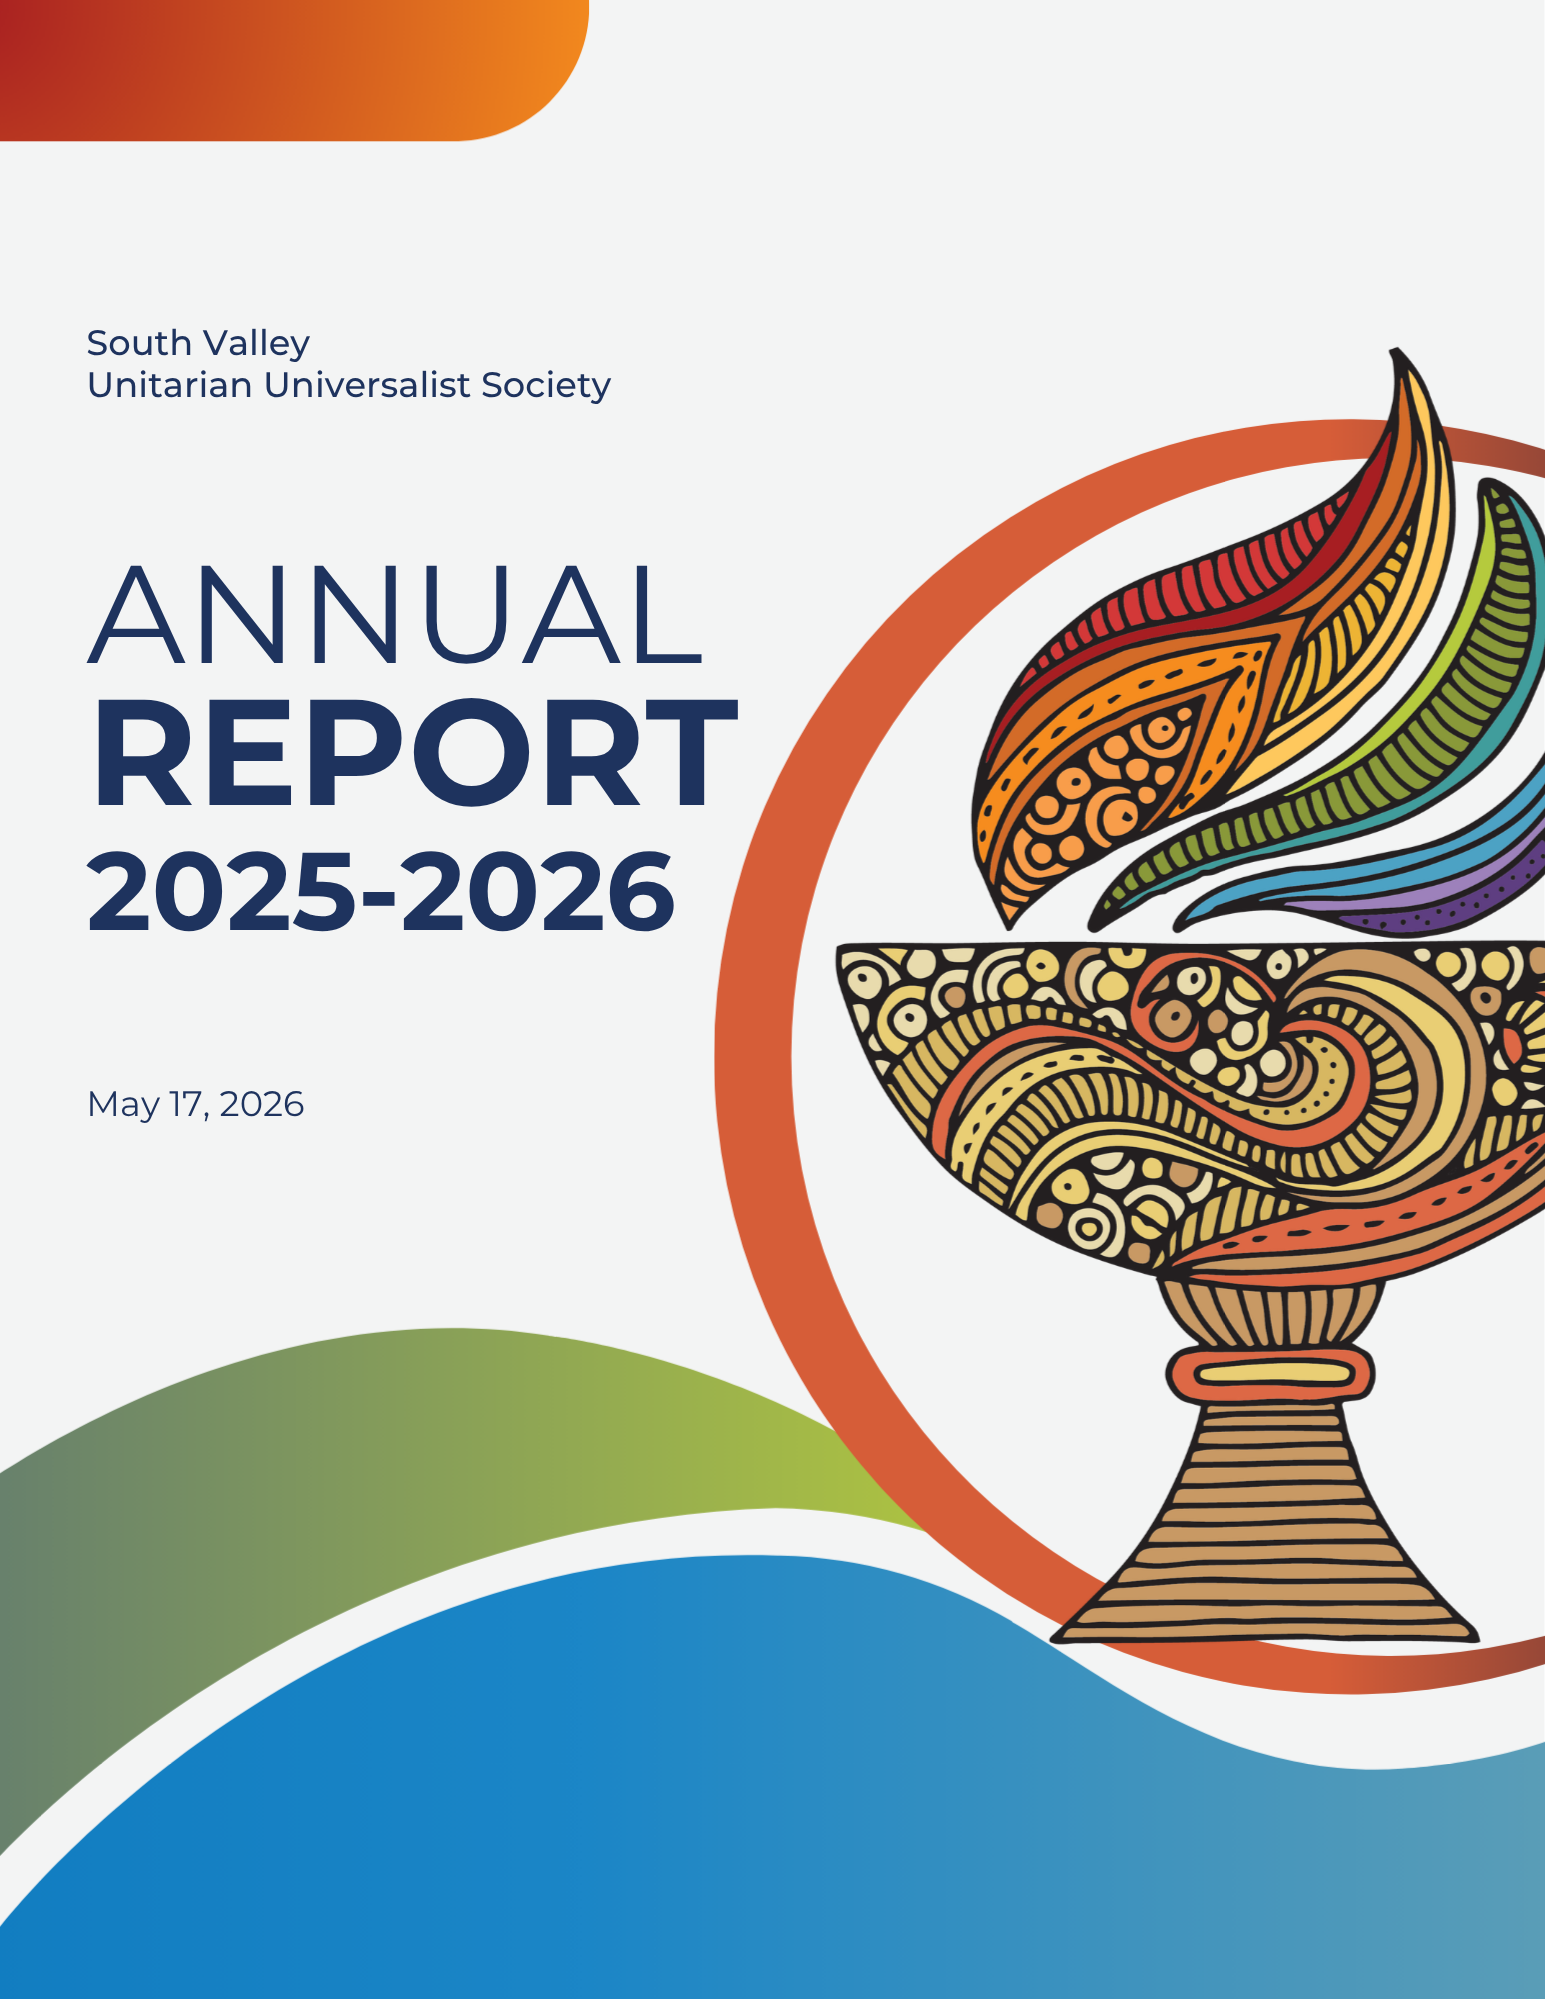 South Valley
Unitarian Universalist Society
ANNUAL
REPORT
2025-2026
May 17, 2026